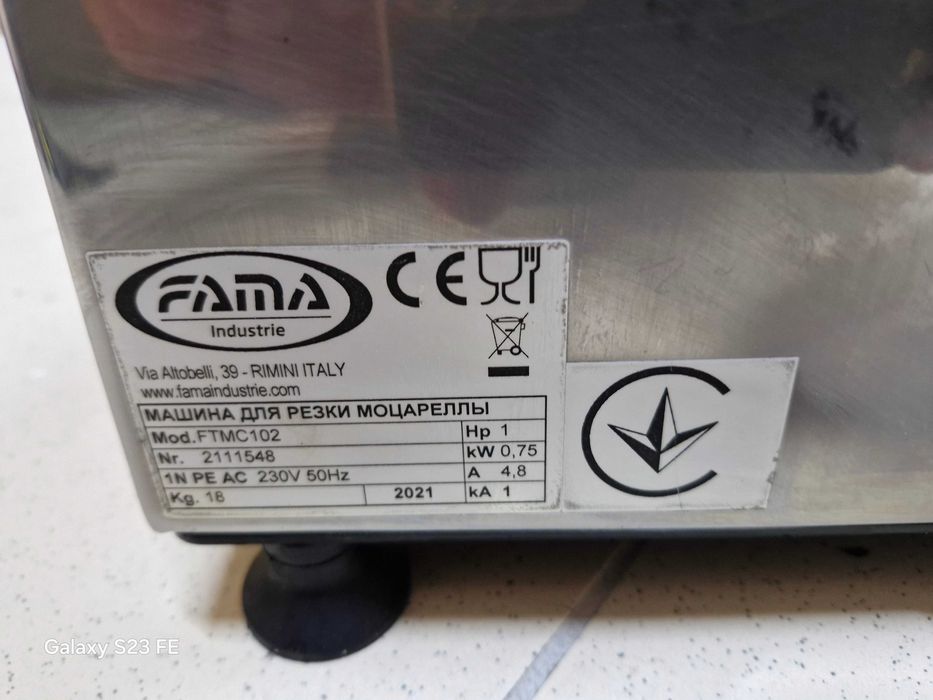 FAMA
Industrie
CE
Via Altobelli, 39 - RIMINI ITALY
www.famaindustrie.com
МАШИНА ДЛЯ РЕЗКИ МОЦАРЕЛЛЫ
Mod.FTMC102 Hp 1
Nr. 2111548 kW 0,75
1N PE AC 230V 50Hz A 4,8
Kg. 18 2021 kA 1
Galaxy S23 FE